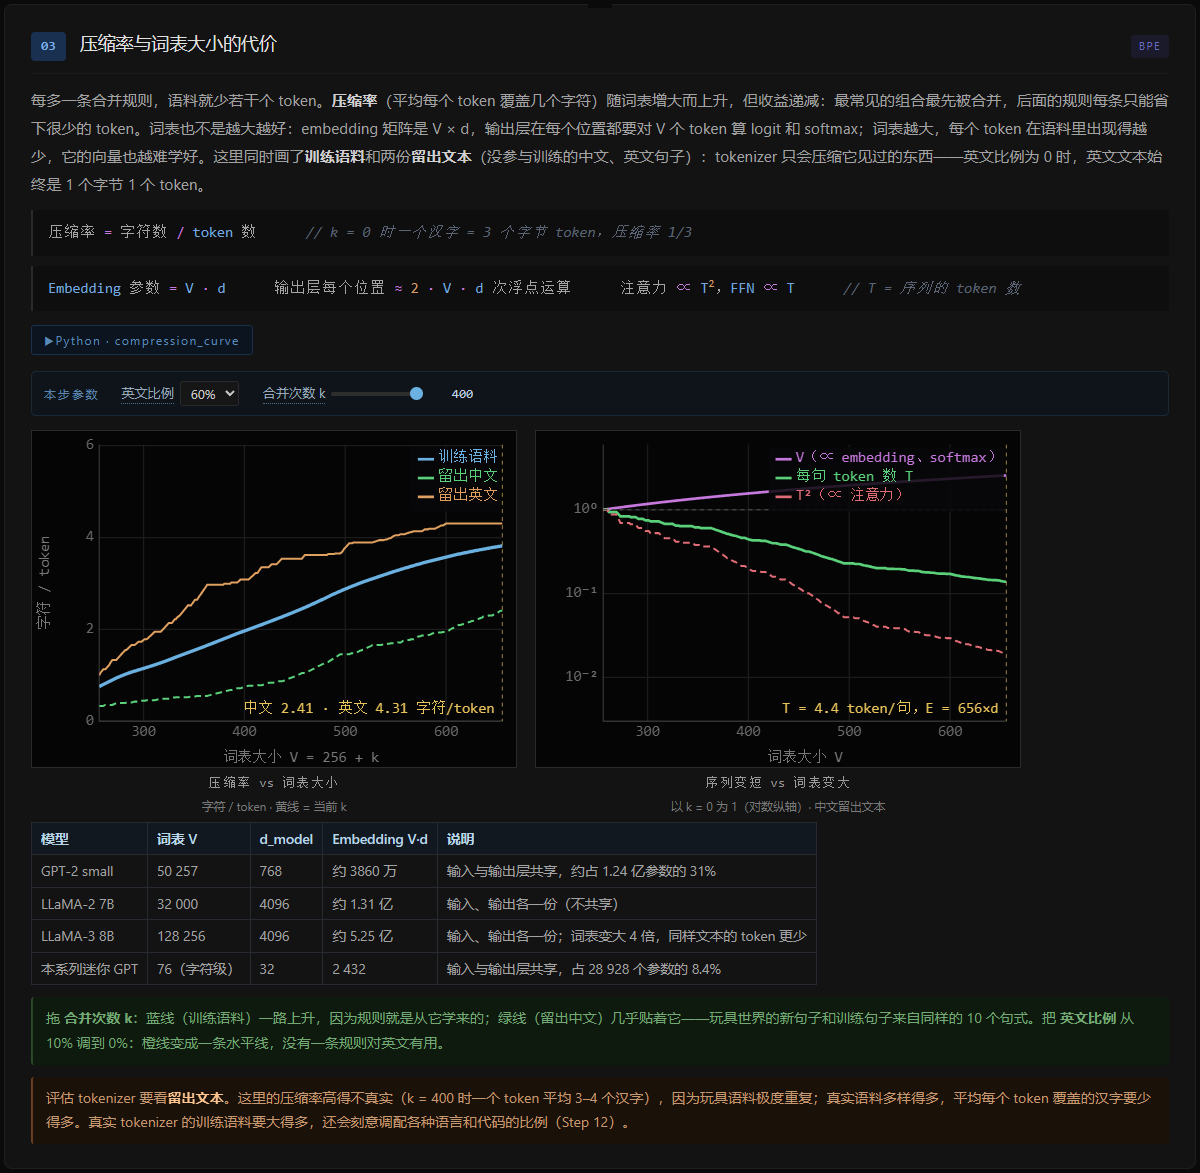 03 压缩率与词表大小的代价 BPE
每多一条合并规则，语料就少若干个 token。压缩率（平均每个 token 覆盖几个字符）随词表增大而上升，但收益递减：最常见的组合最先被合并，后面的规则每条只能省
下很少的 token。词表也不是越大越好：embedding 矩阵是 V × d，输出层在每个位置都要对 V 个 token 算 logit 和 softmax；词表越大，每个 token 在语料里出现得越
少，它的向量也越难学好。这里同时画了训练语料和两份留出文本（没参与训练的中文、英文句子）：tokenizer 只会压缩它见过的东西——英文比例为 0 时，英文文本始
终是 1 个字节 1 个 token。
压缩率 = 字符数 / token 数 // k = 0 时一个汉字 = 3 个字节 token，压缩率 1/3
Embedding 参数 = V · d 输出层每个位置 ≈ 2 · V · d 次浮点运算 注意力 ∝ T²，FFN ∝ T // T = 序列的 token 数
▶Python · compression_curve
本步参数 英文比例 60% 合并次数 k 400
6
4
2
0
字符 / token
训练语料
留出中文
留出英文
中文 2.41 · 英文 4.31 字符/token
300 400 500 600
词表大小 V = 256 + k
压缩率 vs 词表大小
字符 / token · 黄线 = 当前 k
10⁰
10⁻¹
10⁻²
V（∝ embedding、softmax）
每句 token 数 T
T²（∝ 注意力）
T = 4.4 token/句，E = 656×d
300 400 500 600
词表大小 V
序列变短 vs 词表变大
以 k = 0 为 1（对数纵轴）· 中文留出文本
模型 词表 V d_model Embedding V·d 说明
GPT-2 small 50 257 768 约 3860 万 输入与输出层共享，约占 1.24 亿参数的 31%
LLaMA-2 7B 32 000 4096 约 1.31 亿 输入、输出各一份（不共享）
LLaMA-3 8B 128 256 4096 约 5.25 亿 输入、输出各一份；词表变大 4 倍，同样文本的 token 更少
本系列迷你 GPT 76（字符级） 32 2 432 输入与输出层共享，占 28 928 个参数的 8.4%
拖 合并次数 k：蓝线（训练语料）一路上升，因为规则就是从它学来的；绿线（留出中文）几乎贴着它——玩具世界的新句子和训练句子来自同样的 10 个句式。把 英文比例 从
10% 调到 0%：橙线变成一条水平线，没有一条规则对英文有用。
评估 tokenizer 要看留出文本。这里的压缩率高得不真实（k = 400 时一个 token 平均 3–4 个汉字），因为玩具语料极度重复；真实语料多样得多，平均每个 token 覆盖的汉字要少
得多。真实 tokenizer 的训练语料要大得多，还会刻意调配各种语言和代码的比例（Step 12）。